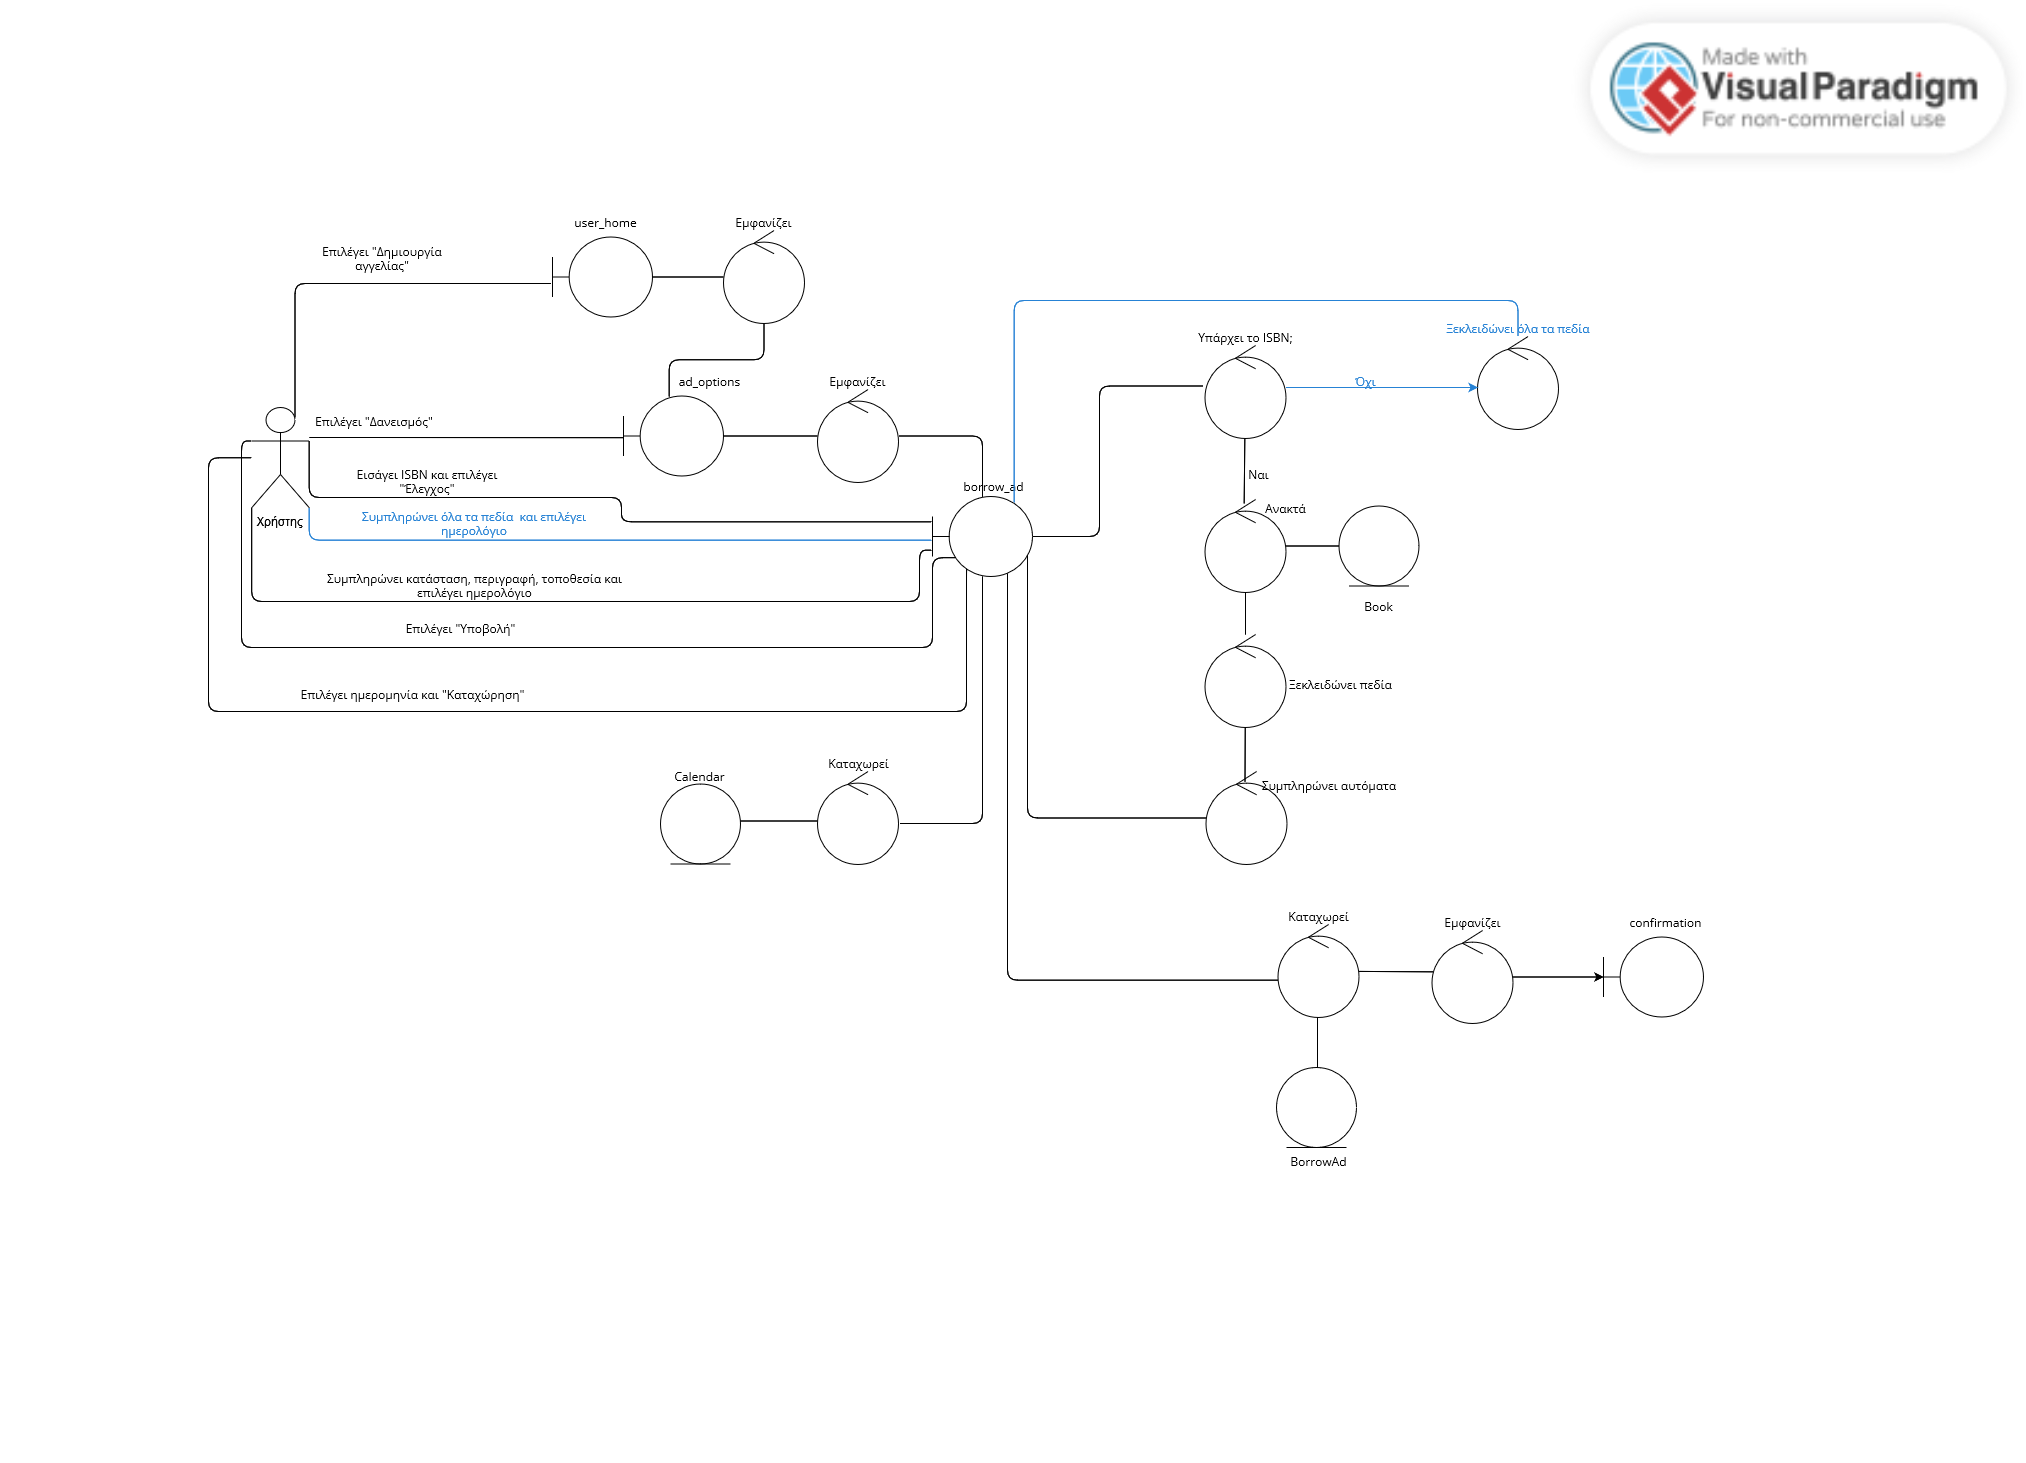 Made with
Visual Paradigm
For non-commercial use
user_home
Εμφανίζει
Επιλέγει "Δημιουργία
αγγελίας"
Ξεκλειδώνει όλα τα πεδία
Υπάρχει το ISBN;
ad_options
Εμφανίζει
Όχι
Επιλέγει "Δανεισμός"
Εισάγει ISBN και επιλέγει
"Έλεγχος"
Ναι
borrow_ad
Ανακτά
Χρήστης
Συμπληρώνει όλα τα πεδία  και επιλέγει
ημερολόγιο
Συμπληρώνει κατάσταση, περιγραφή, τοποθεσία και
επιλέγει ημερολόγιο
Book
Επιλέγει "Υποβολή"
Ξεκλειδώνει πεδία
Επιλέγει ημερομηνία και "Καταχώρηση"
Καταχωρεί
Calendar
Συμπληρώνει αυτόματα
Καταχωρεί
Εμφανίζει
confirmation
BorrowAd